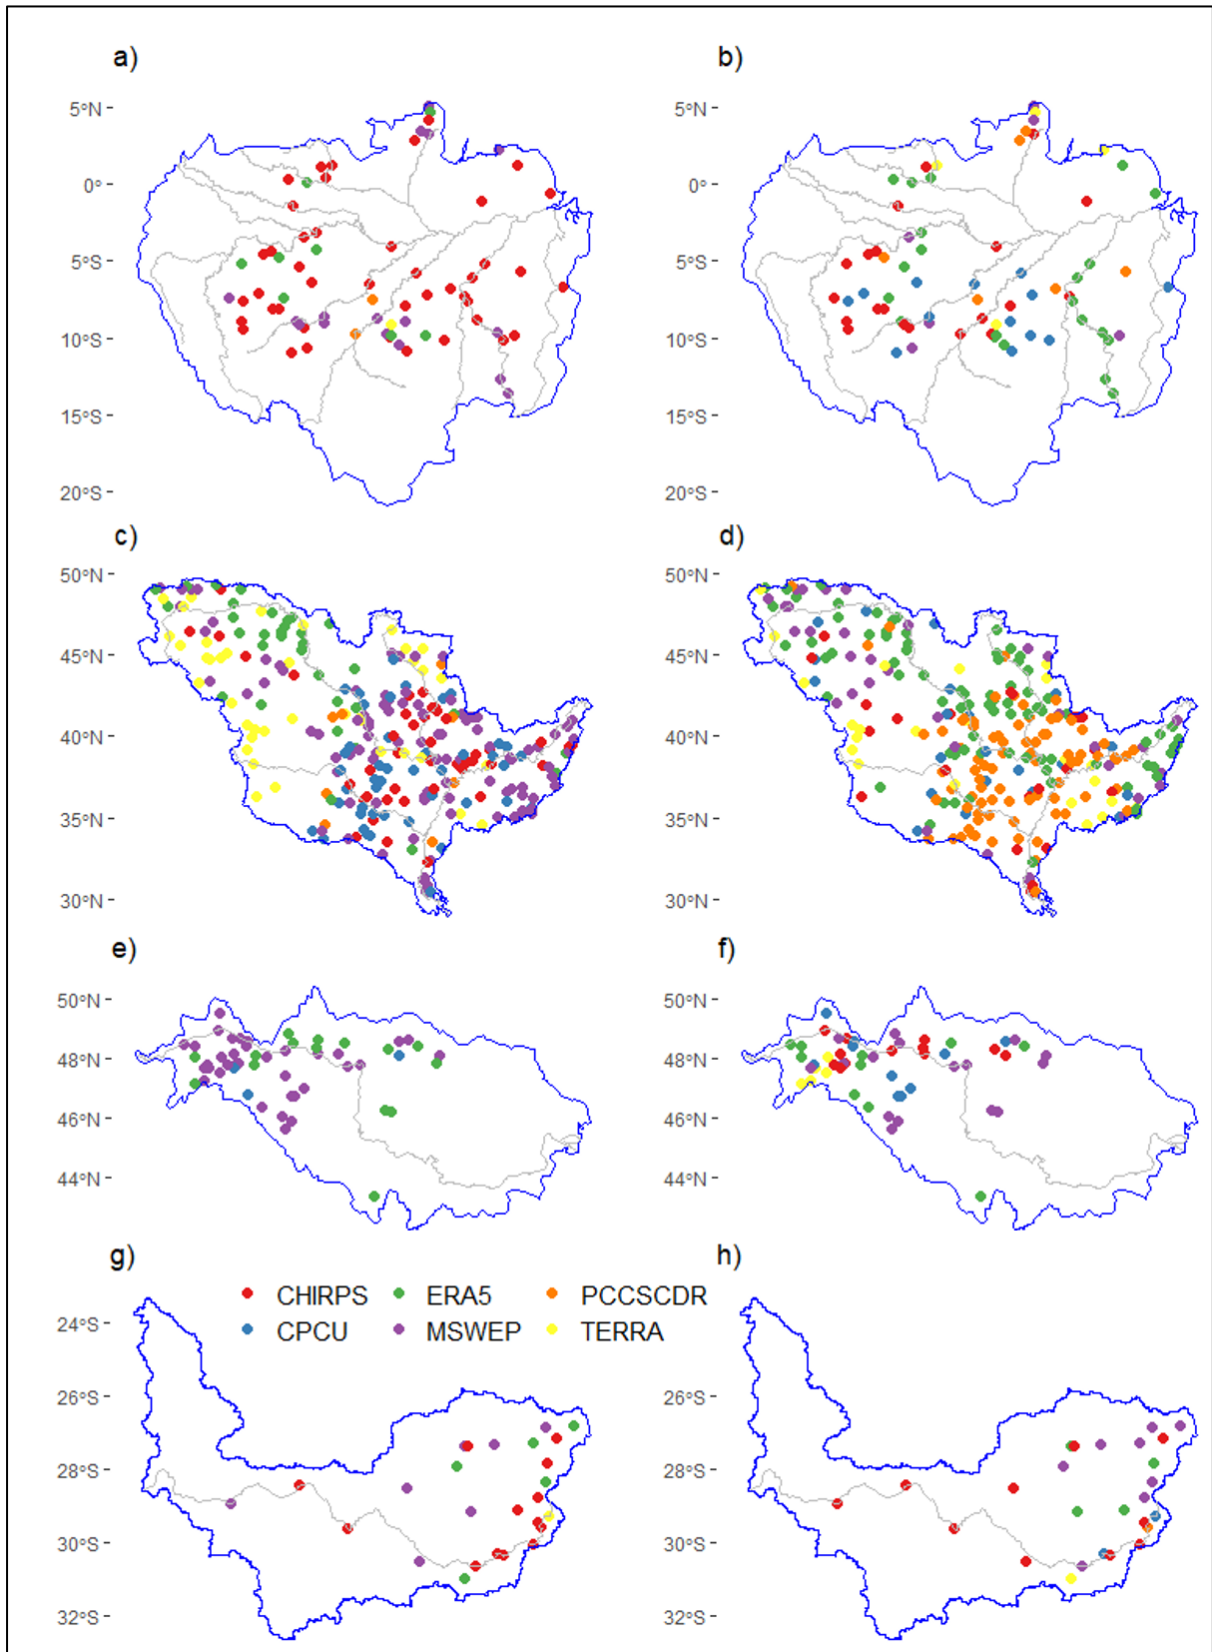 a) b)
5°N 5°N
0° 0°
5°S 5°S
10°S 10°S
15°S 15°S
20°S 20°S
c) d)
50°N 50°N
45°N 45°N
40°N 40°N
35°N 35°N
30°N 30°N
e) f)
50°N 50°N
48°N 48°N
46°N 46°N
44°N 44°N
g) h)
CHIRPS ERA5 PCCSCDR
CPCU MSWEP TERRA
24°S 24°S
26°S 26°S
28°S 28°S
30°S 30°S
32°S 32°S